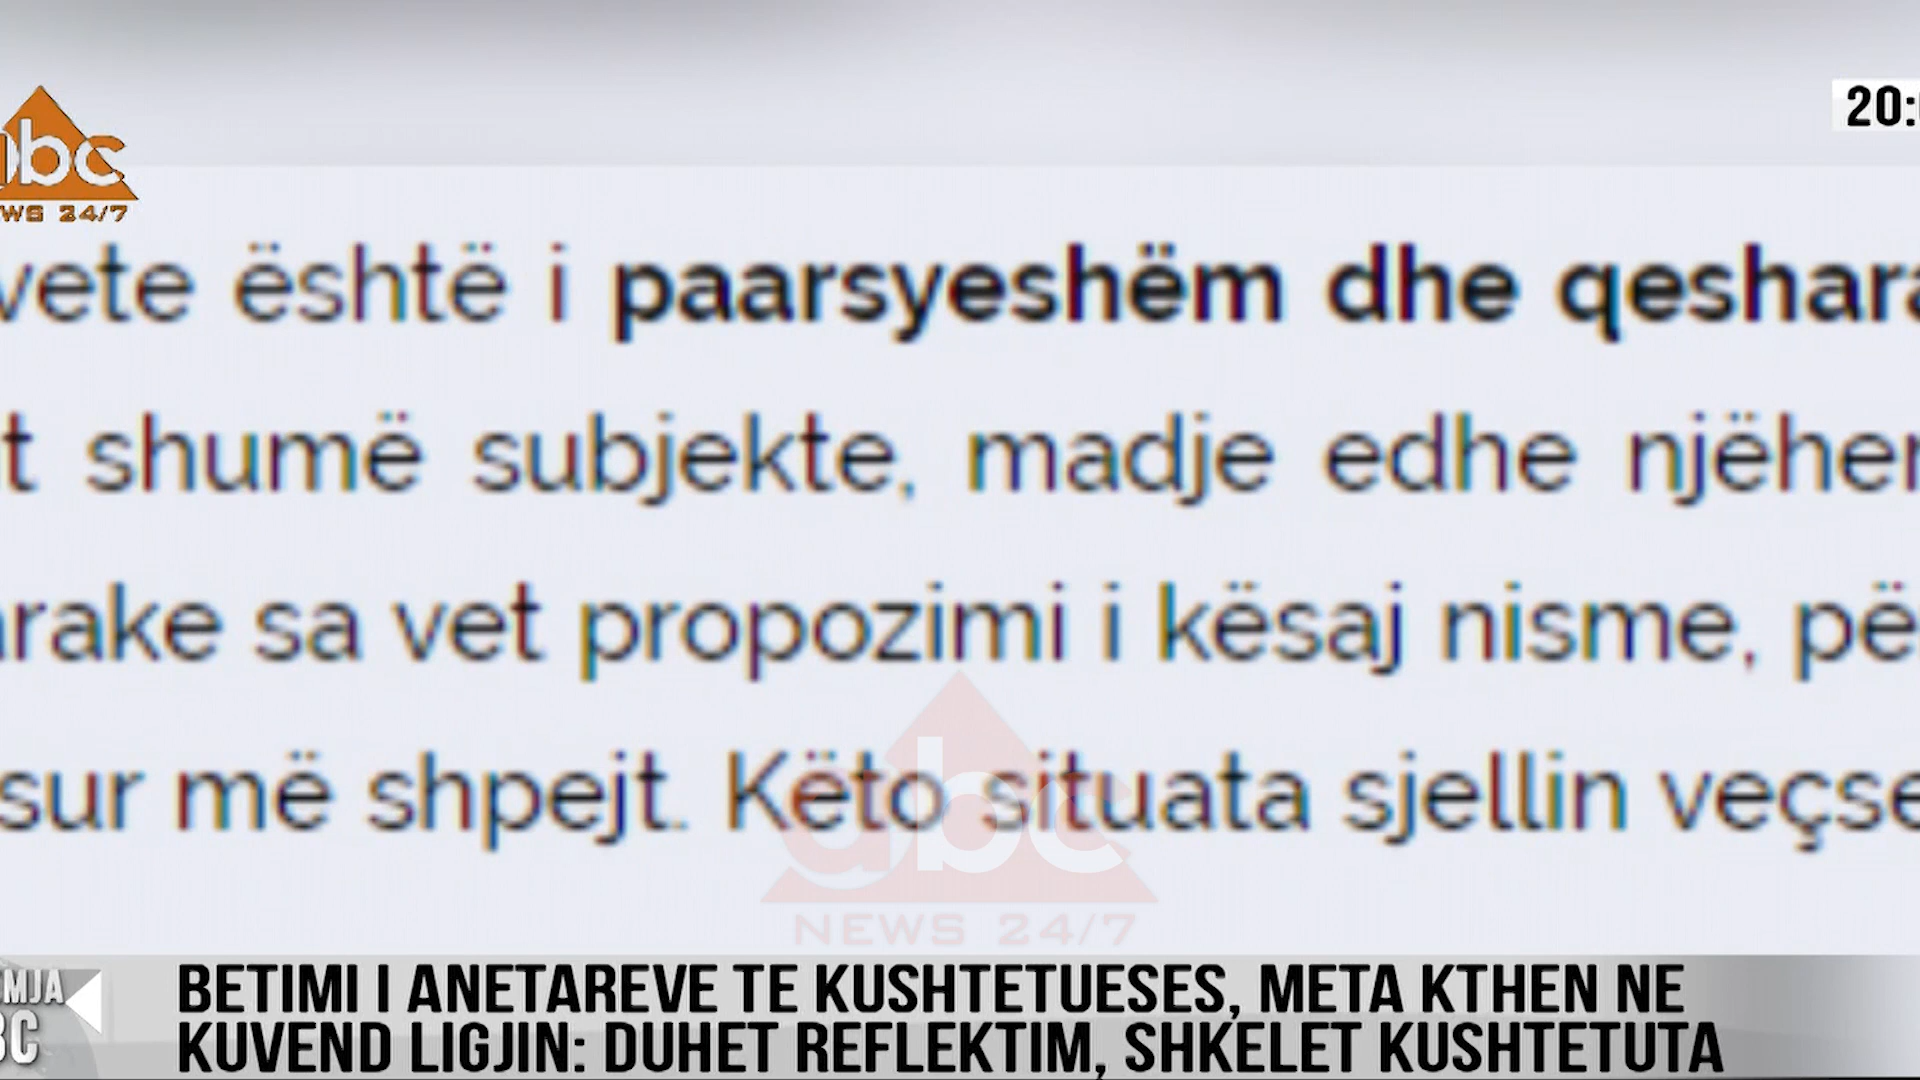 abc
NEWS 24/7
20:
vete është i paarsyeshëm dhe qeshara
t shumë subjekte, madje edhe njëher
rake sa vet propozimi i kësaj nisme, pë
sur më shpejt. Këto situata sjellin veçse
abc
NEWS 24/7
BETIMI I ANETAREVE TE KUSHTETUESES, META KTHEN NE
KUVEND LIGJIN: DUHET REFLEKTIM, SHKELET KUSHTETUTA